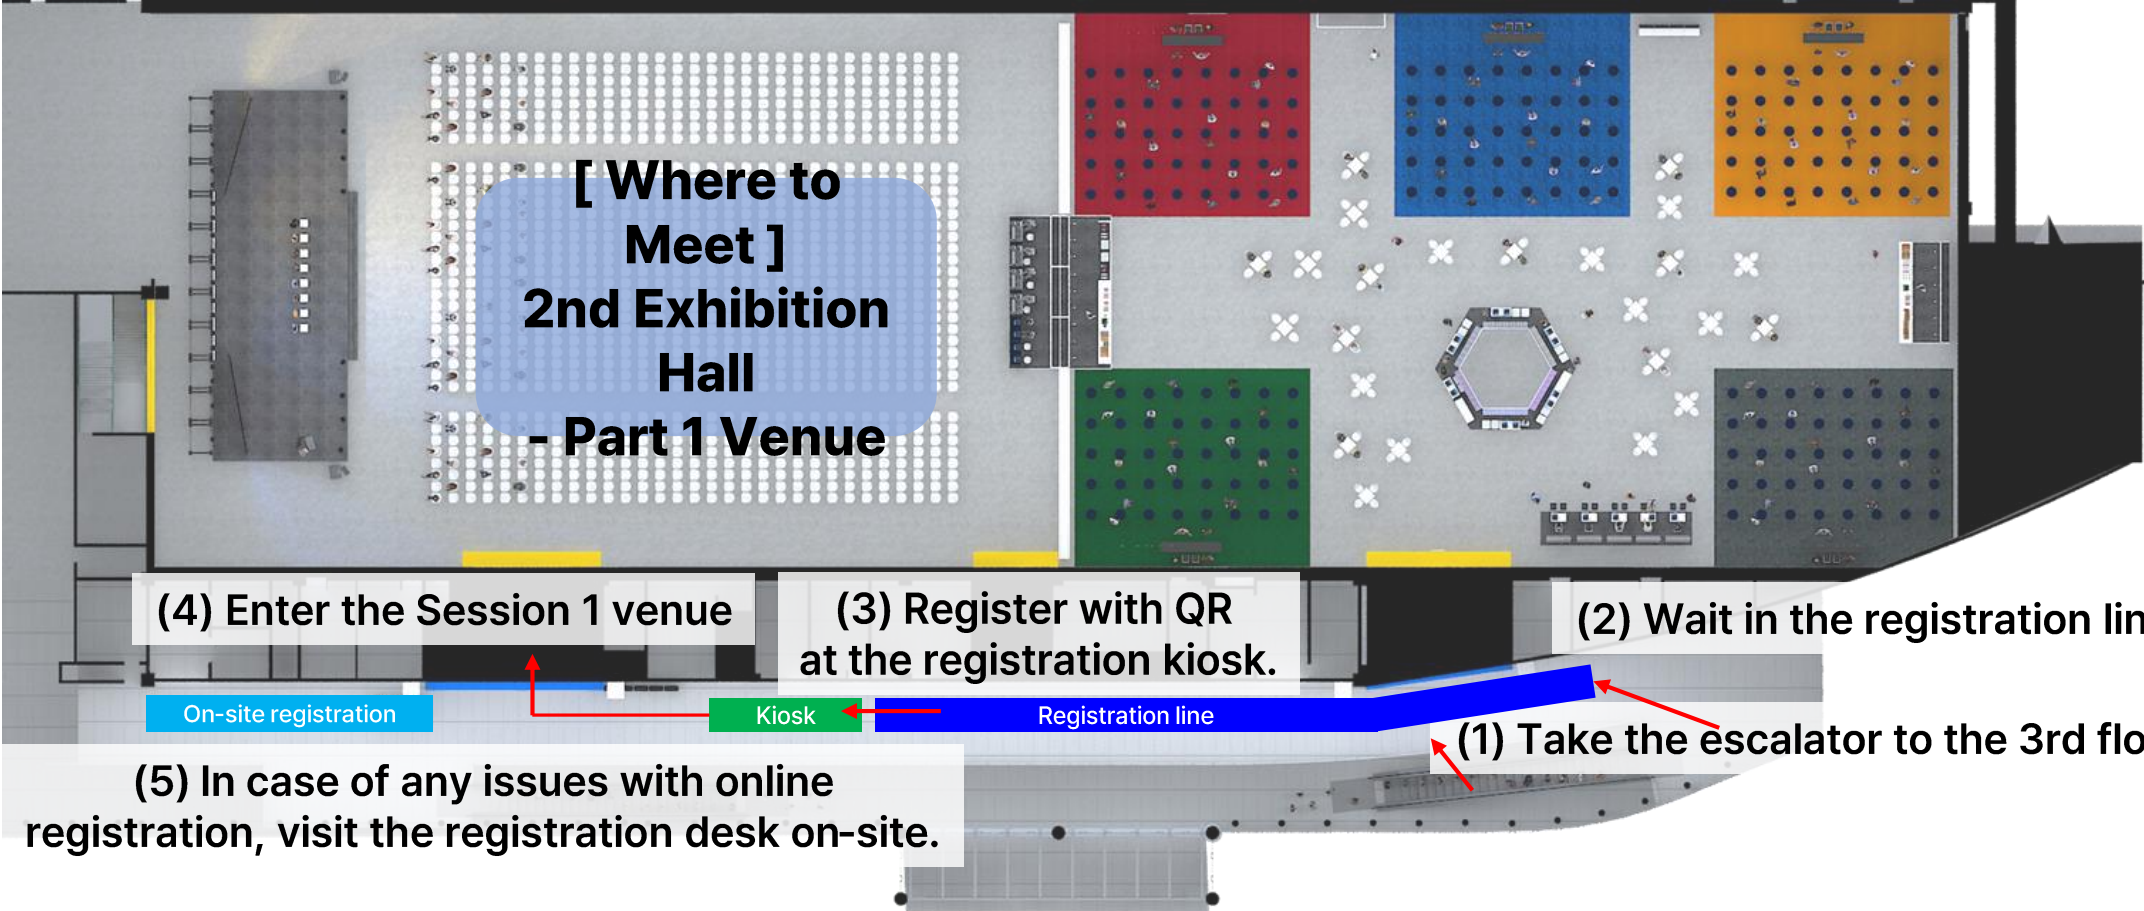 [ Where to
Meet ]
2nd Exhibition
Hall
- Part 1 Venue
(4) Enter the Session 1 venue
(3) Register with QR
at the registration kiosk.
(2) Wait in the registration lin
On-site registration
Kiosk
Registration line
(1) Take the escalator to the 3rd flo
(5) In case of any issues with online
registration, visit the registration desk on-site.